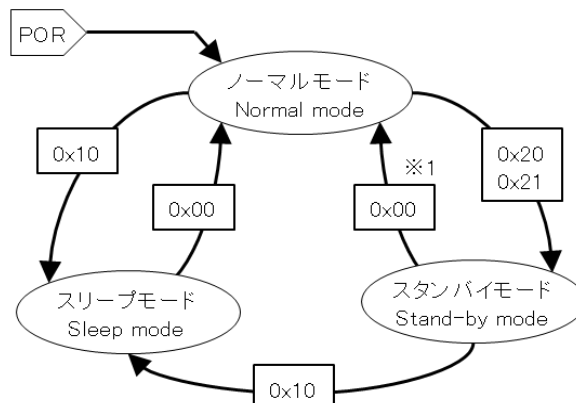 POR
ノーマルモード
Normal mode
0x10
0x00
※1
0x00
0x20
0x21
スリープモード
Sleep mode
スタンバイモード
Stand-by mode
0x10